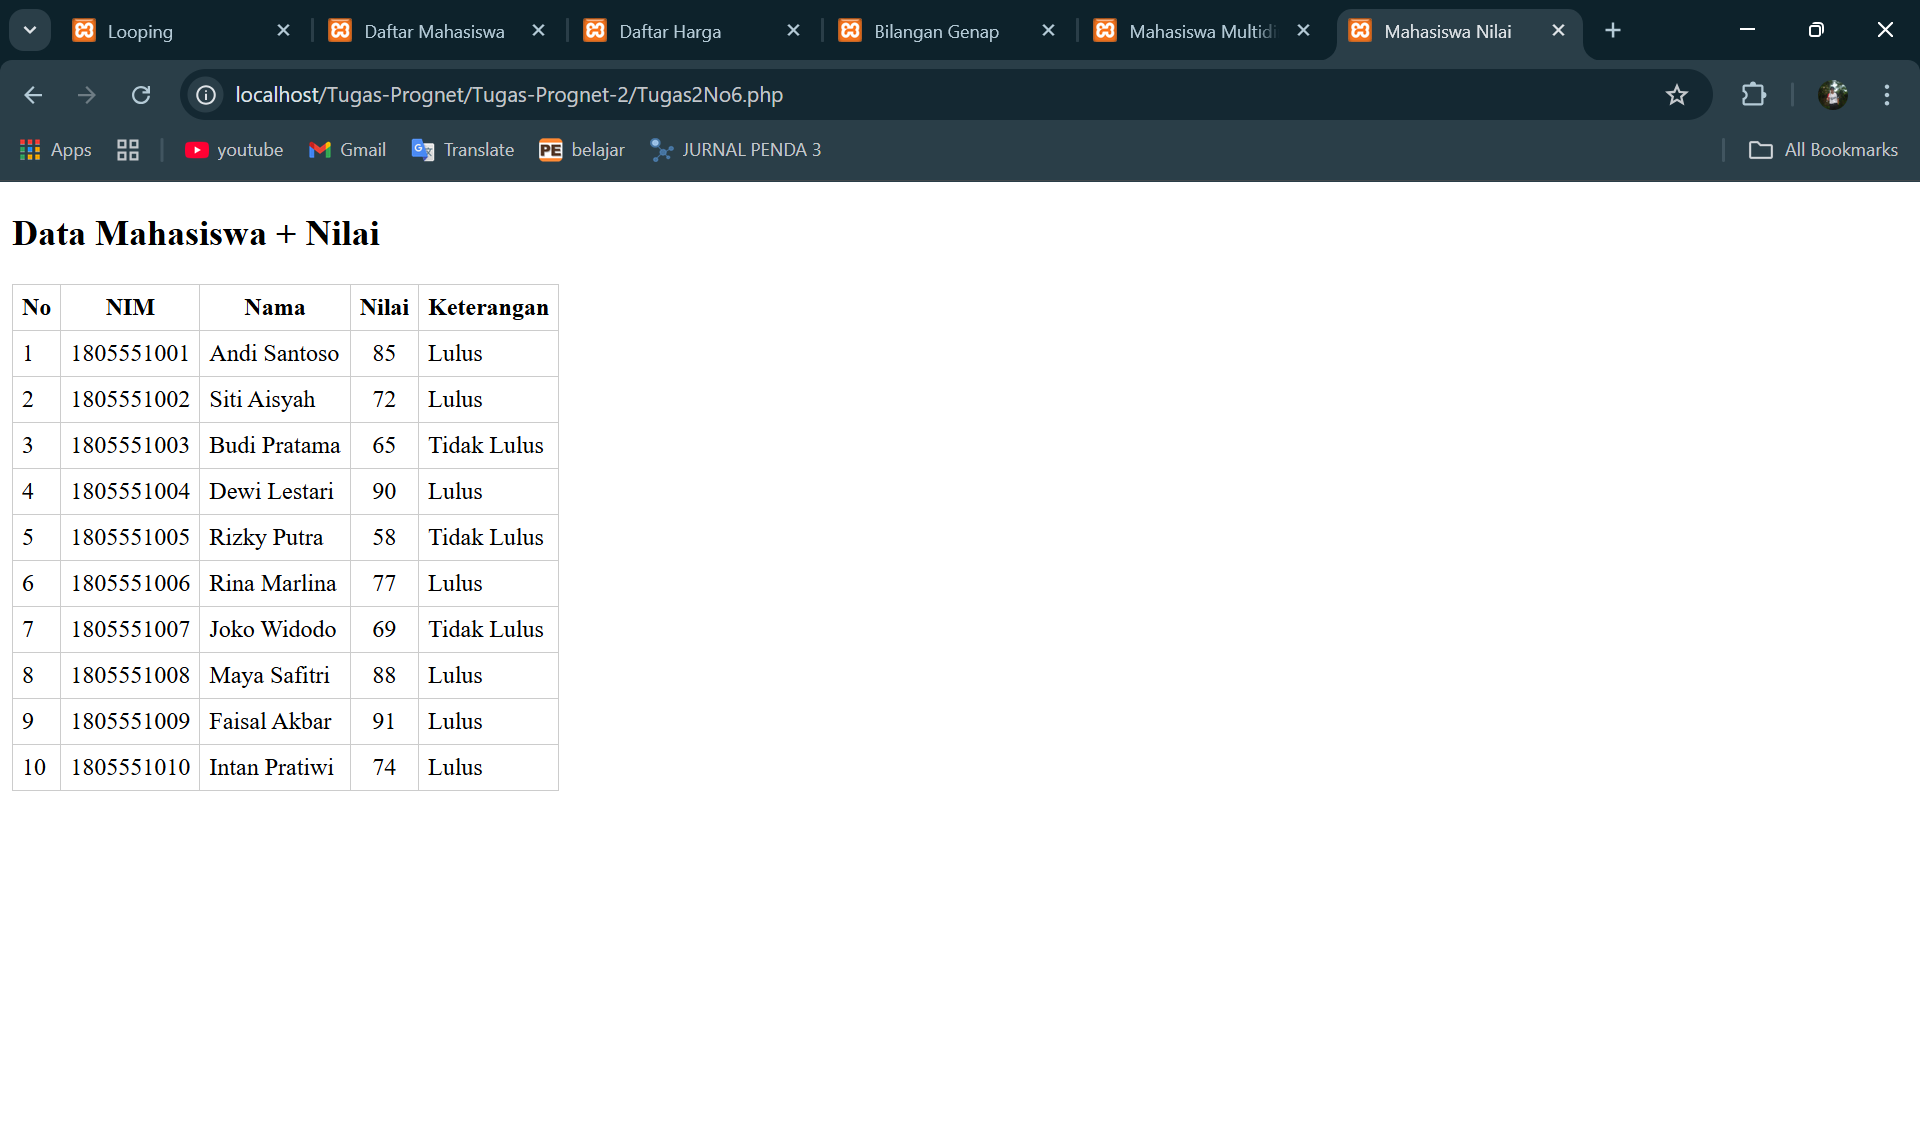 Looping
Daftar Mahasiswa
Daftar Harga
Bilangan Genap
Mahasiswa Multidi
Mahasiswa Nilai
localhost/Tugas-Prognet/Tugas-Prognet-2/Tugas2No6.php
Apps
youtube
Gmail
Translate
PE belajar
JURNAL PENDA 3
All Bookmarks
Data Mahasiswa + Nilai
No NIM Nama Nilai Keterangan
1 1805551001 Andi Santoso 85 Lulus
2 1805551002 Siti Aisyah 72 Lulus
3 1805551003 Budi Pratama 65 Tidak Lulus
4 1805551004 Dewi Lestari 90 Lulus
5 1805551005 Rizky Putra 58 Tidak Lulus
6 1805551006 Rina Marlina 77 Lulus
7 1805551007 Joko Widodo 69 Tidak Lulus
8 1805551008 Maya Safitri 88 Lulus
9 1805551009 Faisal Akbar 91 Lulus
10 1805551010 Intan Pratiwi 74 Lulus